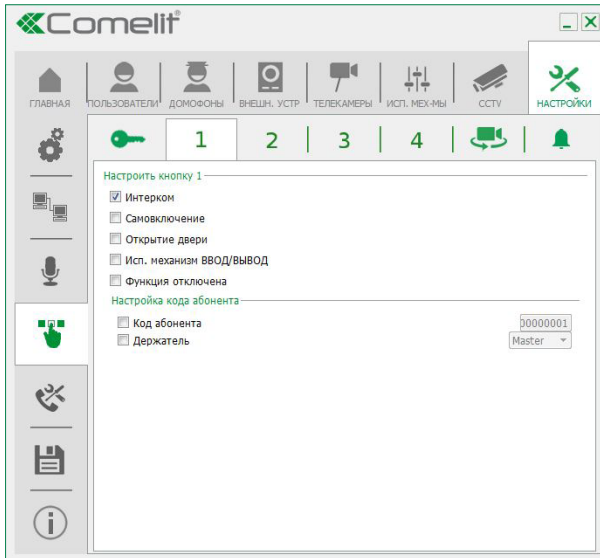 Comelit®
ГЛАВНАЯ ПОЛЬЗОВАТЕЛИ ДОМОФОНЫ ВНЕШН. УСТР ТЕЛЕКАМЕРЫ ИСП. МЕХ-МЫ CCTV НАСТРОЙКИ
1 2 3 4
Настроить кнопку 1
Интерком
Самовключение
Открытие двери
Исп. механизм ВВОД/ВЫВОД
Функция отключена
Настройка кода абонента
Код абонента 00000001
Держатель Master